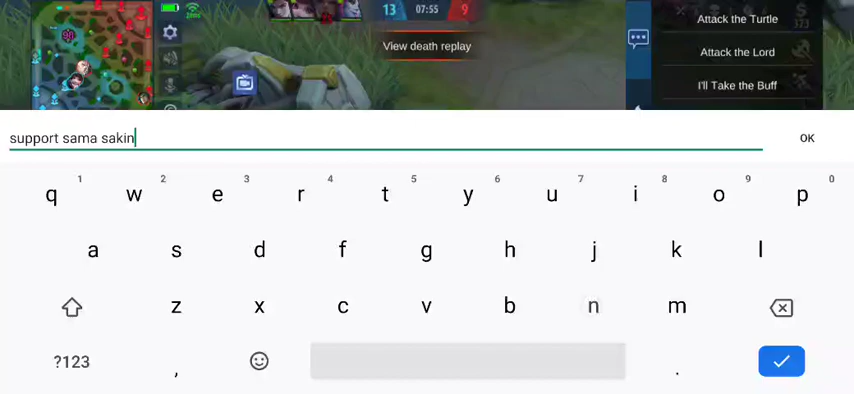 13 07:55 9
View death replay
Attack the Turtle
Attack the Lord
I'll Take the Buff
support sama sakin
OK
1 2 3 4 5 6 7 8 9 0
q w e r t y u i o p
a s d f g h j k l
z x c v b n m
?123 , .